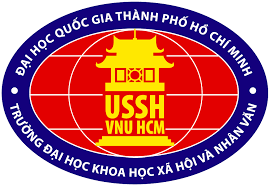 ĐẠI HỌC QUỐC GIA THÀNH PHỐ HỒ CHÍ MINH
USSH
VNU HCM
TRƯỜNG ĐẠI HỌC KHOA HỌC XÃ HỘI VÀ NHÂN VĂN